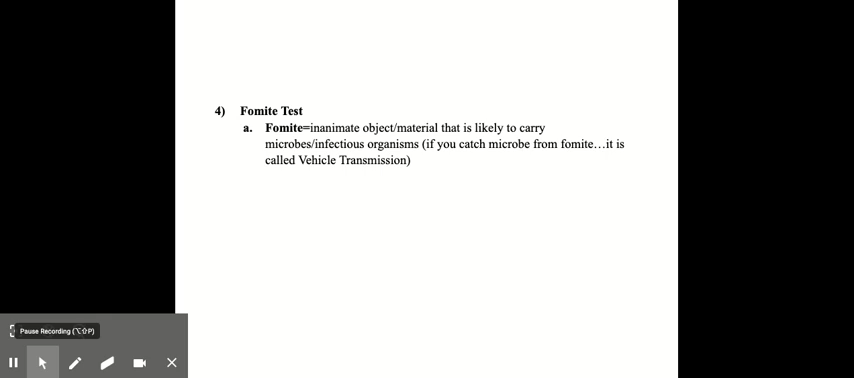 4) Fomite Test
a. Fomite=inanimate object/material that is likely to carry
microbes/infectious organisms (if you catch microbe from fomite…it is
called Vehicle Transmission)
Pause Recording (⌥⇧P)